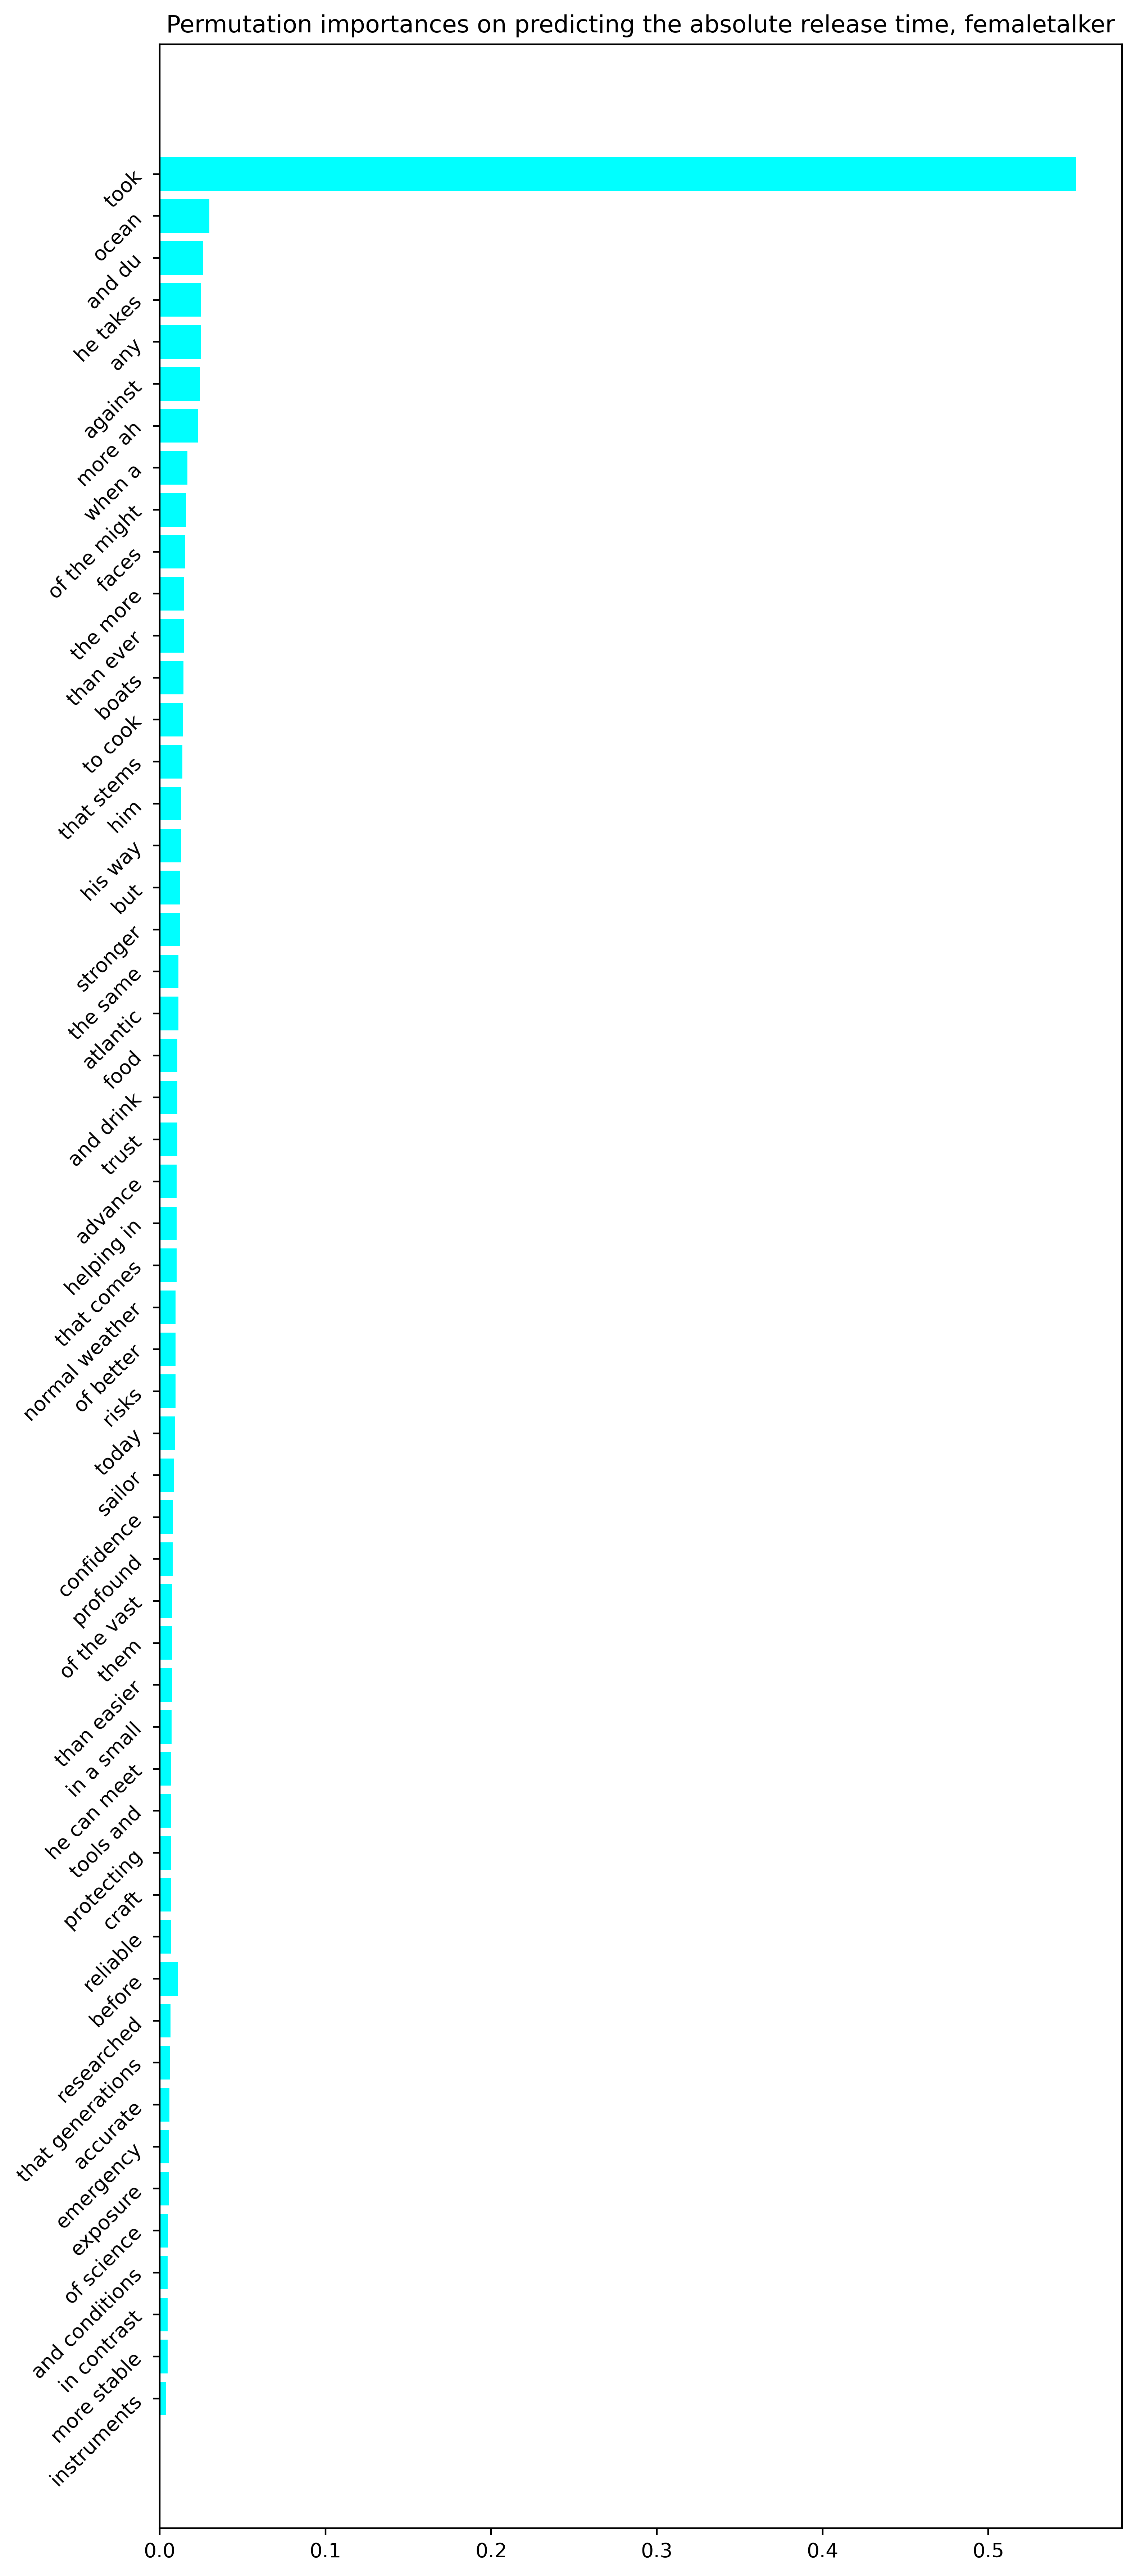 Permutation importances on predicting the absolute release time, femaletalker
took
ocean
and du
he takes
any
against
more ah
when a
of the might
faces
the more
than ever
boats
to cook
that stems
him
his way
but
stronger
the same
atlantic
food
and drink
trust
advance
helping in
that comes
normal weather
of better
risks
today
sailor
confidence
profound
of the vast
them
than easier
in a small
he can meet
tools and
protecting
craft
reliable
before
researched
that generations
accurate
emergency
exposure
of science
and conditions
in contrast
more stable
instruments
0.0 0.1 0.2 0.3 0.4 0.5